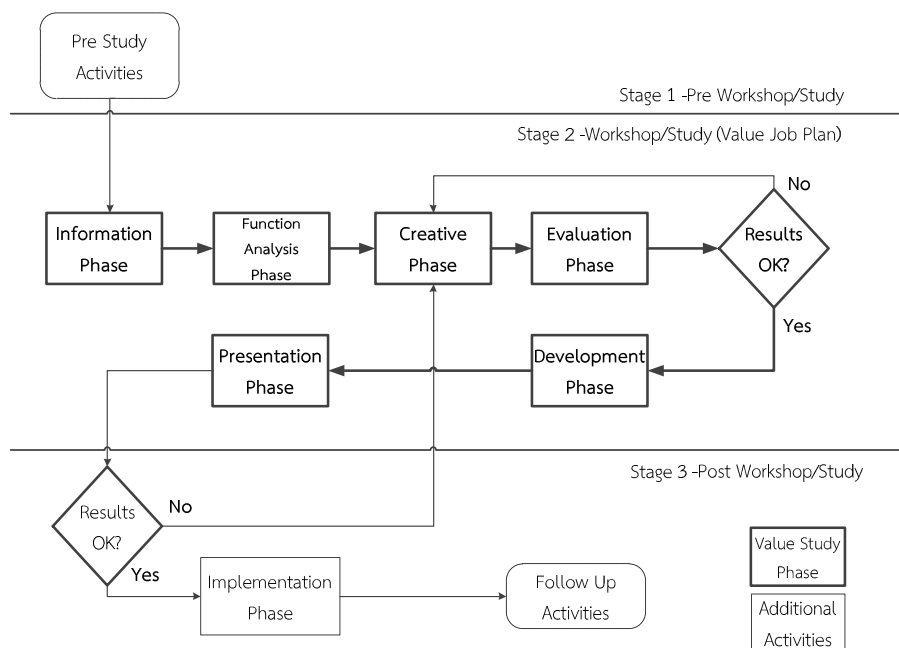 Pre Study
Activities
Stage 1 -Pre Workshop/Study
Stage 2 -Workshop/Study (Value Job Plan)
No
Information
Phase
Function
Analysis
Phase
Creative
Phase
Evaluation
Phase
Results
OK?
Yes
Presentation
Phase
Development
Phase
Stage 3 -Post Workshop/Study
Results
OK?
No
Yes
Implementation
Phase
Follow Up
Activities
Value Study
Phase
Additional
Activities